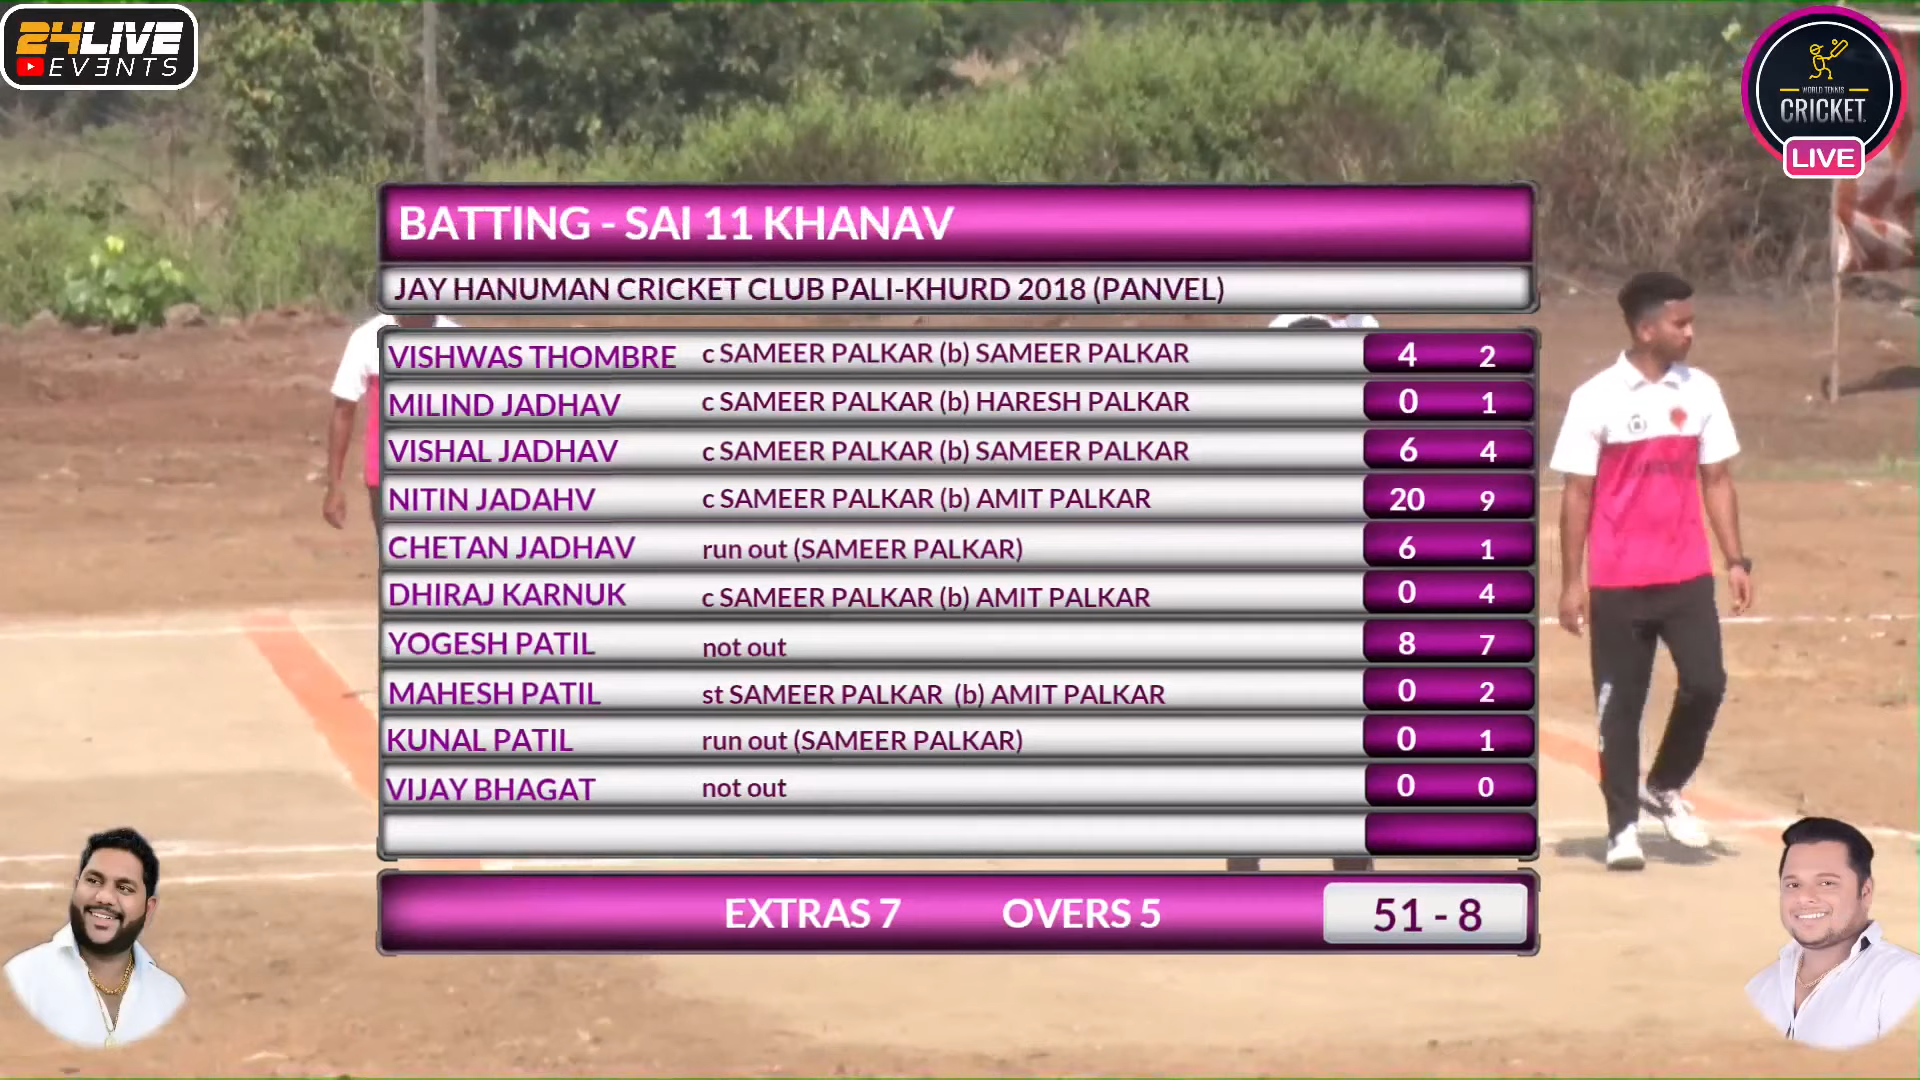 24LIVE
EVENTS
WORLD TENNIS
CRICKET
LIVE
BATTING - SAI 11 KHANAV
JAY HANUMAN CRICKET CLUB PALI-KHURD 2018 (PANVEL)
VISHWAS THOMBRE c SAMEER PALKAR (b) SAMEER PALKAR 4 2
MILIND JADHAV c SAMEER PALKAR (b) HARESH PALKAR 0 1
VISHAL JADHAV c SAMEER PALKAR (b) SAMEER PALKAR 6 4
NITIN JADAHV c SAMEER PALKAR (b) AMIT PALKAR 20 9
CHETAN JADHAV run out (SAMEER PALKAR) 6 1
DHIRAJ KARNUK c SAMEER PALKAR (b) AMIT PALKAR 0 4
YOGESH PATIL not out 8 7
MAHESH PATIL st SAMEER PALKAR (b) AMIT PALKAR 0 2
KUNAL PATIL run out (SAMEER PALKAR) 0 1
VIJAY BHAGAT not out 0 0
EXTRAS 7 OVERS 5 51 - 8